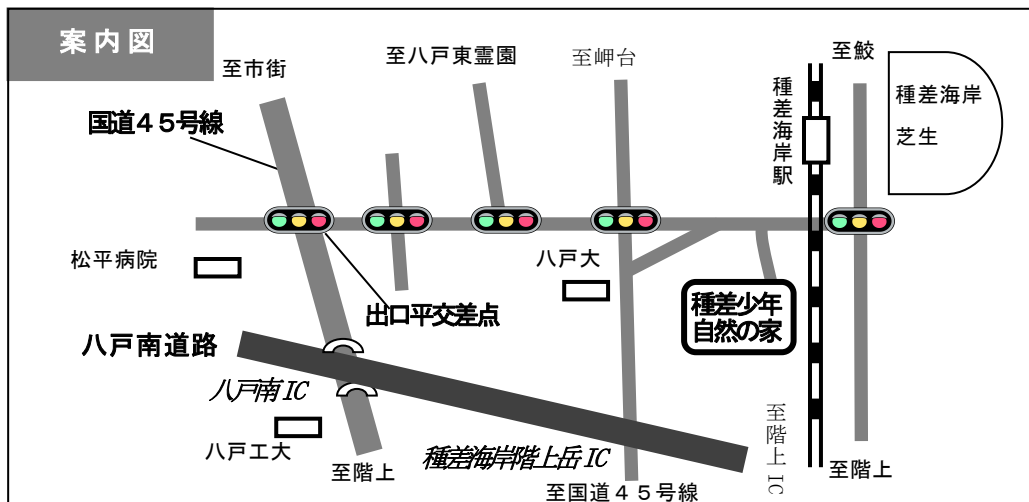 案内図
至市街
至八戸東霊園
至岬台
至鮫
種差海岸
芝生
種差海岸駅
国道４５号線
松平病院
八戸大
出口平交差点
種差少年
自然の家
八戸南道路
八戸南IC
八戸工大
至階上
種差海岸階上岳IC
至国道４５号線
至階上IC
至階上